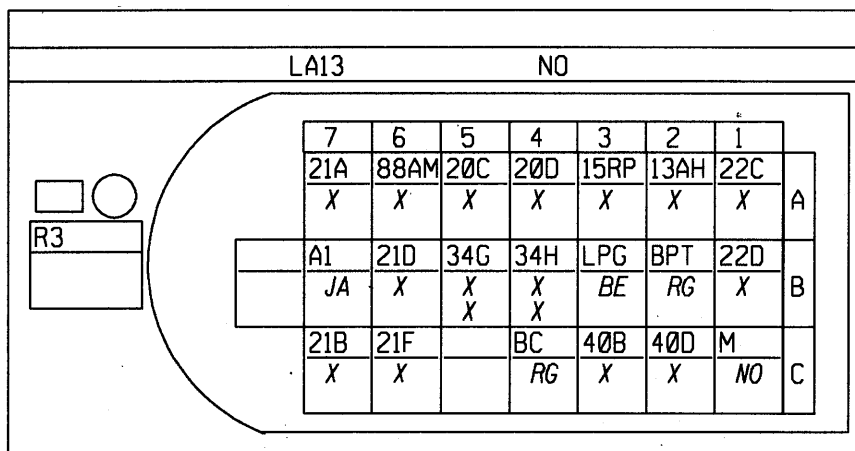 LA13 NO
7 6 5 4 3 2 1
21A 88AM 20C 20D 15RP 13AH 22C
X X X X X X X A
R3
A1 21D 34G 34H LPG BPT 22D
JA X X X BE RG X B
X X
21B 21F BC 40B 40D M
X X RG X X NO C